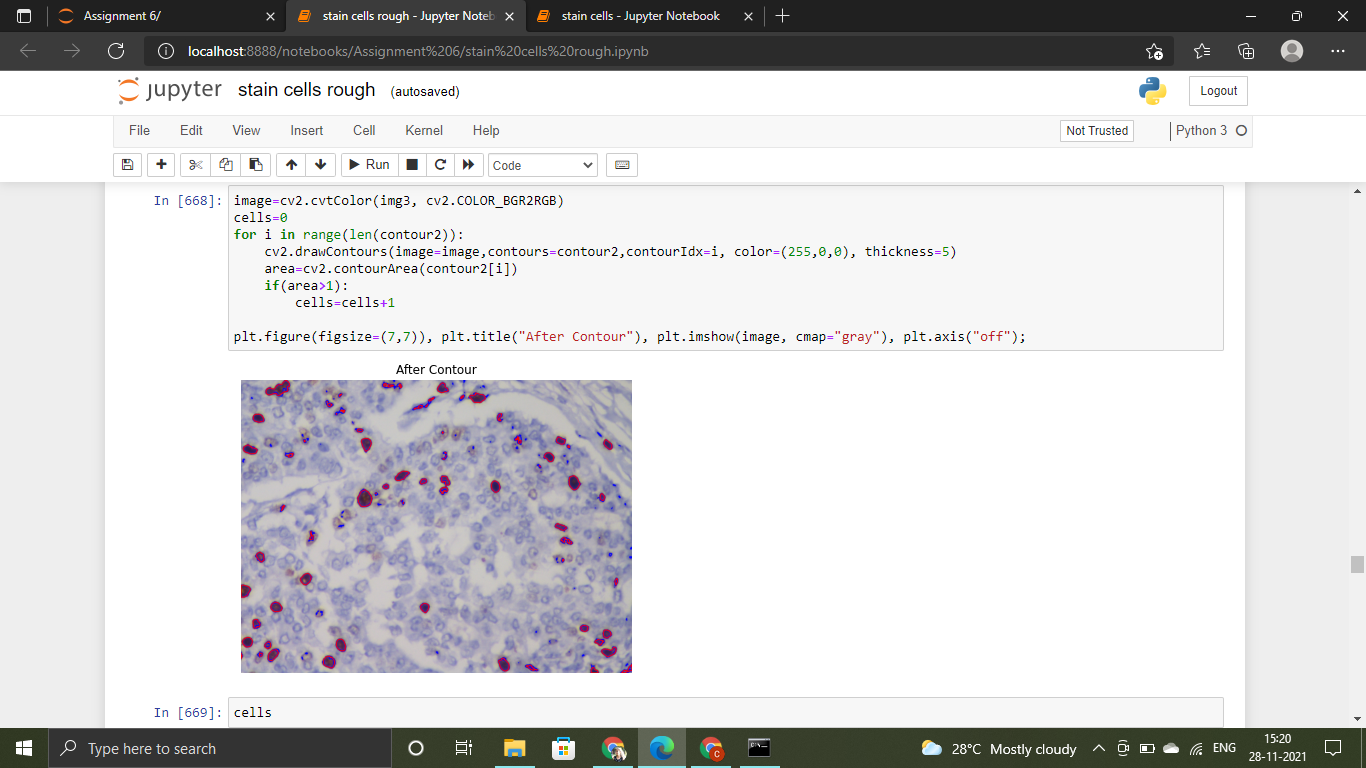 Assignment 6/
stain cells rough - Jupyter Noteb
stain cells - Jupyter Notebook
localhost:8888/notebooks/Assignment%206/stain%20cells%20rough.ipynb
jupyter stain cells rough (autosaved)
Logout
File Edit View Insert Cell Kernel Help
Not Trusted
Python 3
Run
Code
In [668]:
image=cv2.cvtColor(img3, cv2.COLOR_BGR2RGB)
cells=0
for i in range(len(contour2)):
    cv2.drawContours(image=image,contours=contour2,contourIdx=i, color=(255,0,0), thickness=5)
    area=cv2.contourArea(contour2[i])
    if(area>1):
        cells=cells+1
plt.figure(figsize=(7,7)), plt.title("After Contour"), plt.imshow(image, cmap="gray"), plt.axis("off");
After Contour
In [669]:
cells
Type here to search
28°C Mostly cloudy
ENG
15:20
28-11-2021